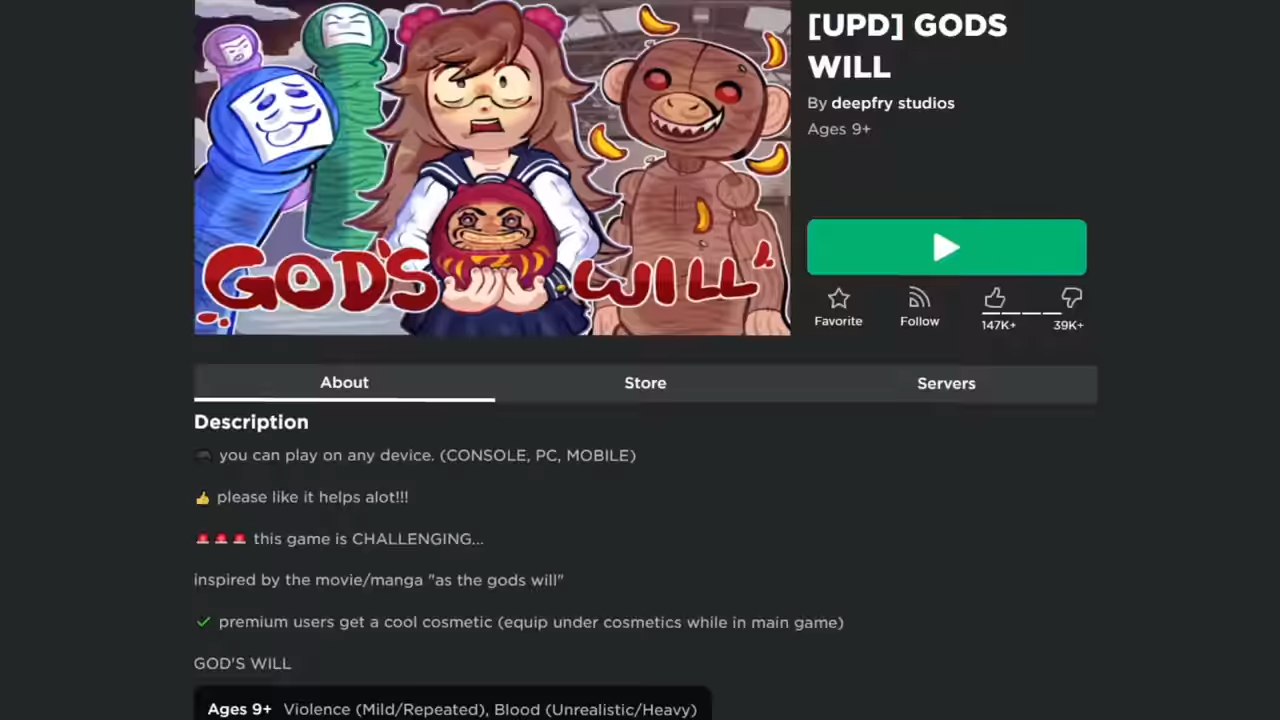 [UPD] GODS
WILL
By deepfry studios
Ages 9+
GOD'S WILL
Favorite
Follow
147K+
39K+
About
Store
Servers
Description
you can play on any device. (CONSOLE, PC, MOBILE)
👍 please like it helps alot!!!
🚨🚨🚨 this game is CHALLENGING...
inspired by the movie/manga "as the gods will"
✓ premium users get a cool cosmetic (equip under cosmetics while in main game)
GOD'S WILL
Ages 9+ Violence (Mild/Repeated), Blood (Unrealistic/Heavy)